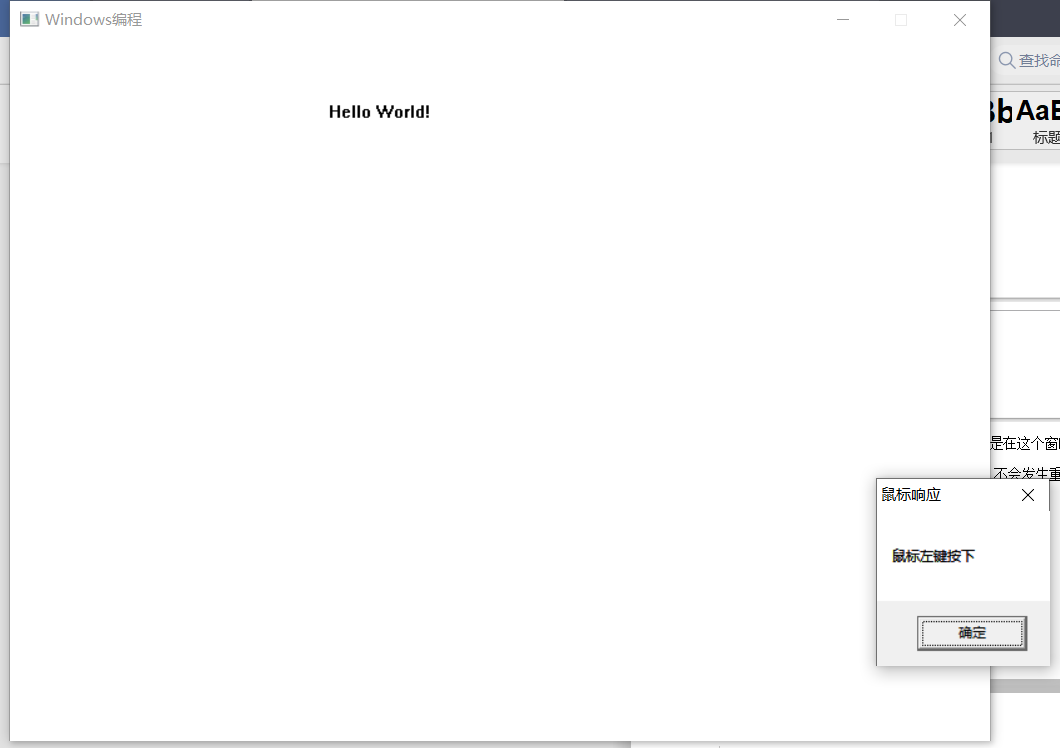 Windows编程
查找命
Hello World!
AaB
标题
是在这个窗
不会发生重
鼠标响应
鼠标左键按下
确定